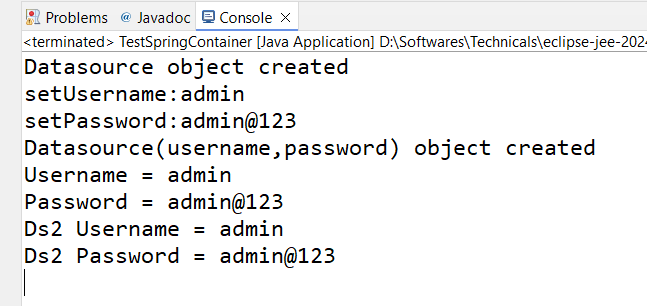 Problems @ Javadoc Console ×
<terminated> TestSpringContainer [Java Application] D:\Softwares\Technicals\eclipse-jee-202
Datasource object created
setUsername:admin
setPassword:admin@123
Datasource(username,password) object created
Username = admin
Password = admin@123
Ds2 Username = admin
Ds2 Password = admin@123